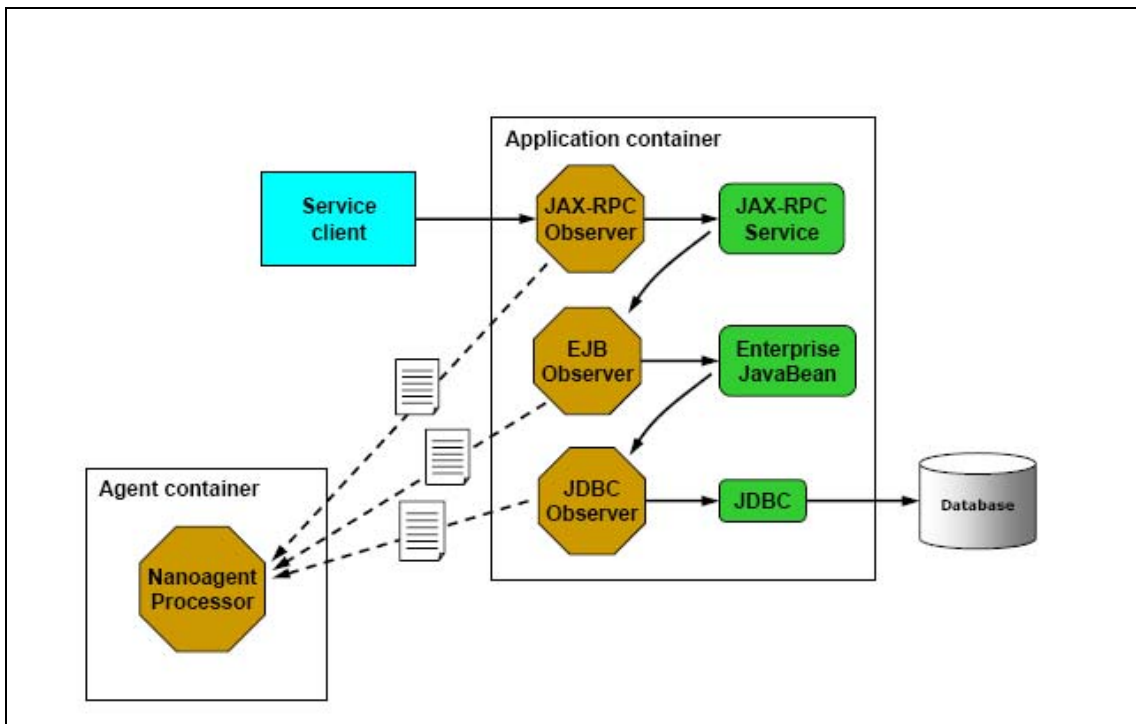 Application container
Service
client
JAX-RPC
Observer
JAX-RPC
Service
EJB
Observer
Enterprise
JavaBean
Agent container
JDBC
Observer
JDBC
Database
Nanoagent
Processor